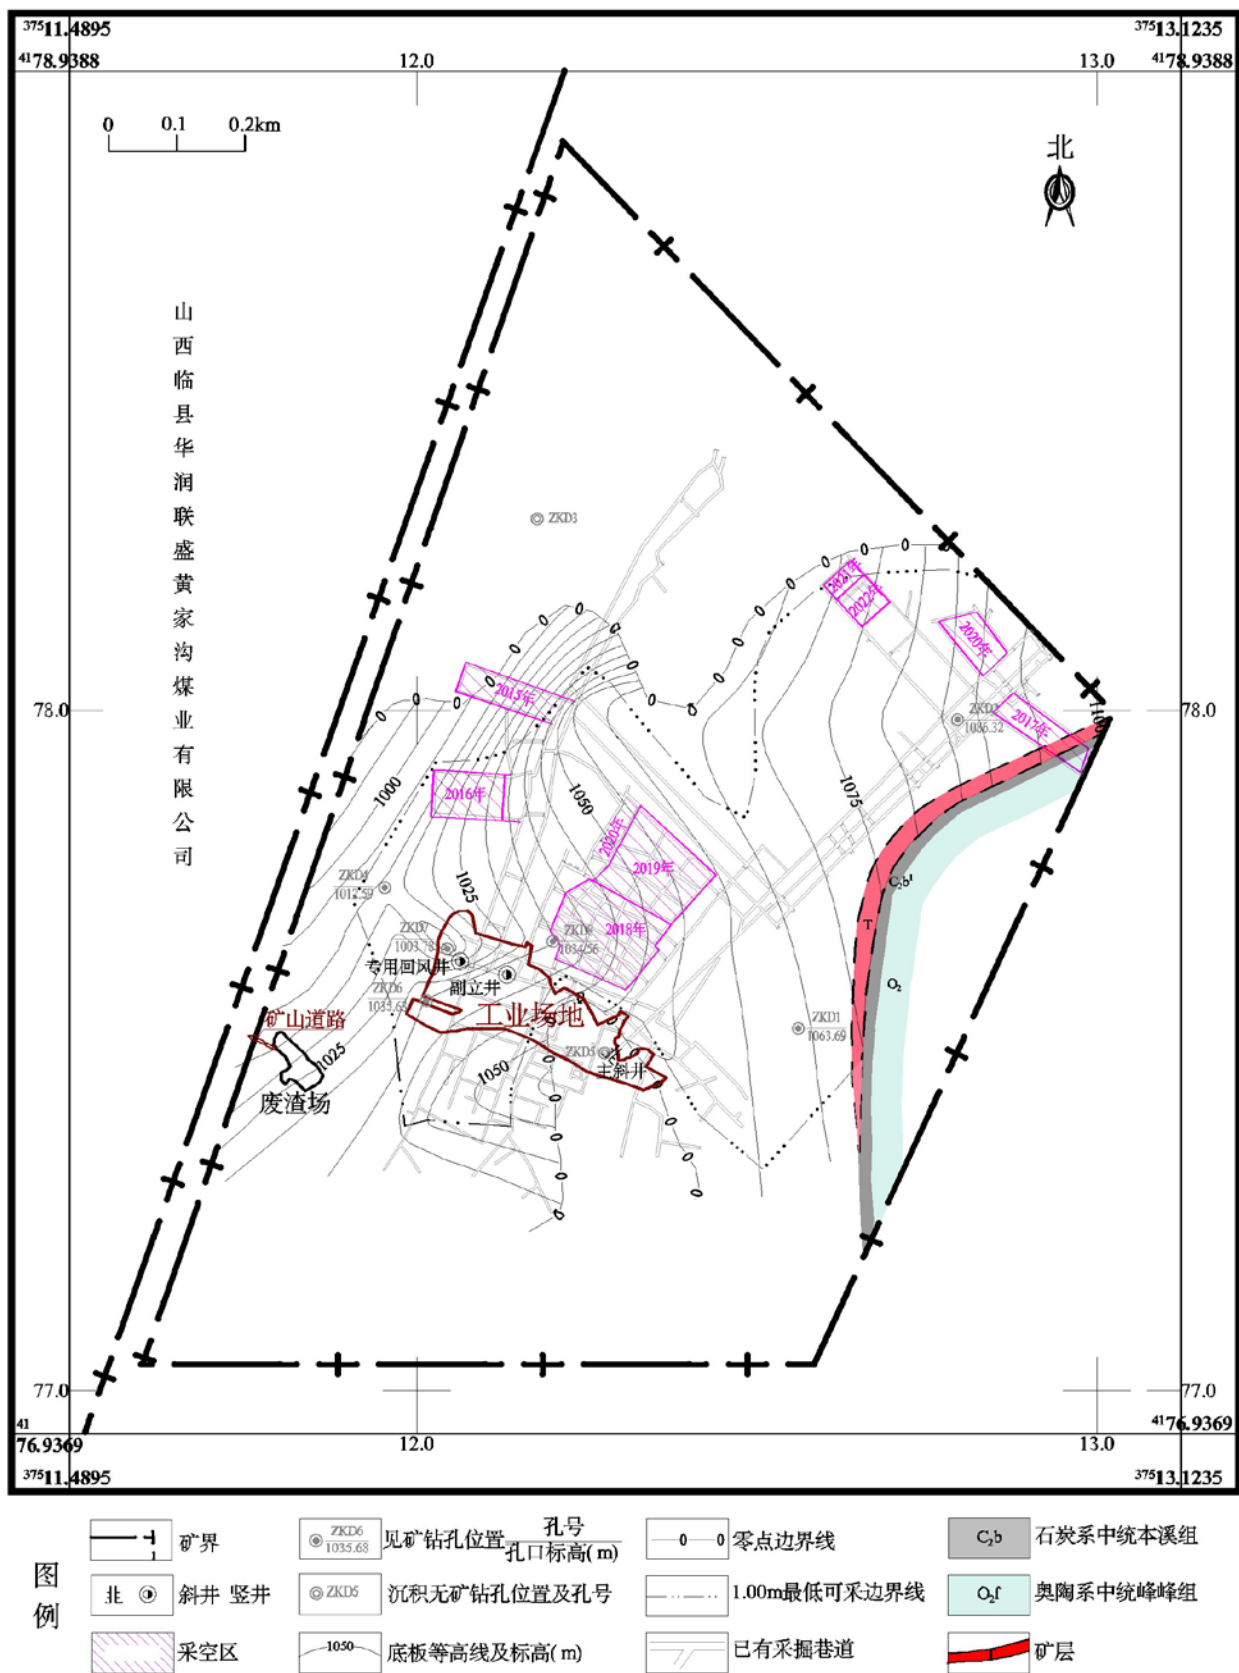 37511.4895
37513.1235
4178.9388
12.0
13.0
4178.9388
0 0.1 0.2km
北
山西临县华润联盛黄家沟煤业有限公司
ZKD3
2021年
2022年
2020年
2015年
78.0
78.0
ZKD2
1086.32
2017年
1100
1000
2016年
1050
1075
2020年
2019年
ZKD4
1012.59
1025
C₂b¹
2018年
T
ZKD7
1003.78
ZKD8
1034.56
专用回风井
副立井
ZKD6
1035.68
O₂
工业场地
ZKD1
1063.69
矿山道路
1025
ZKD5
主斜井
1050
废渣场
77.0
77.0
4176.9369
4176.9369
12.0
13.0
37511.4895
37513.1235
图例
矿界
ZKD6
1035.68
见矿钻孔位置 孔号
孔口标高(m)
0 0 零点边界线
C₂b 石炭系中统本溪组
斜井 竖井
ZKD5 沉积无矿钻孔位置及孔号
1.00m最低可采边界线
O₂f 奥陶系中统峰峰组
采空区
1050 底板等高线及标高(m)
已有采掘巷道
矿层